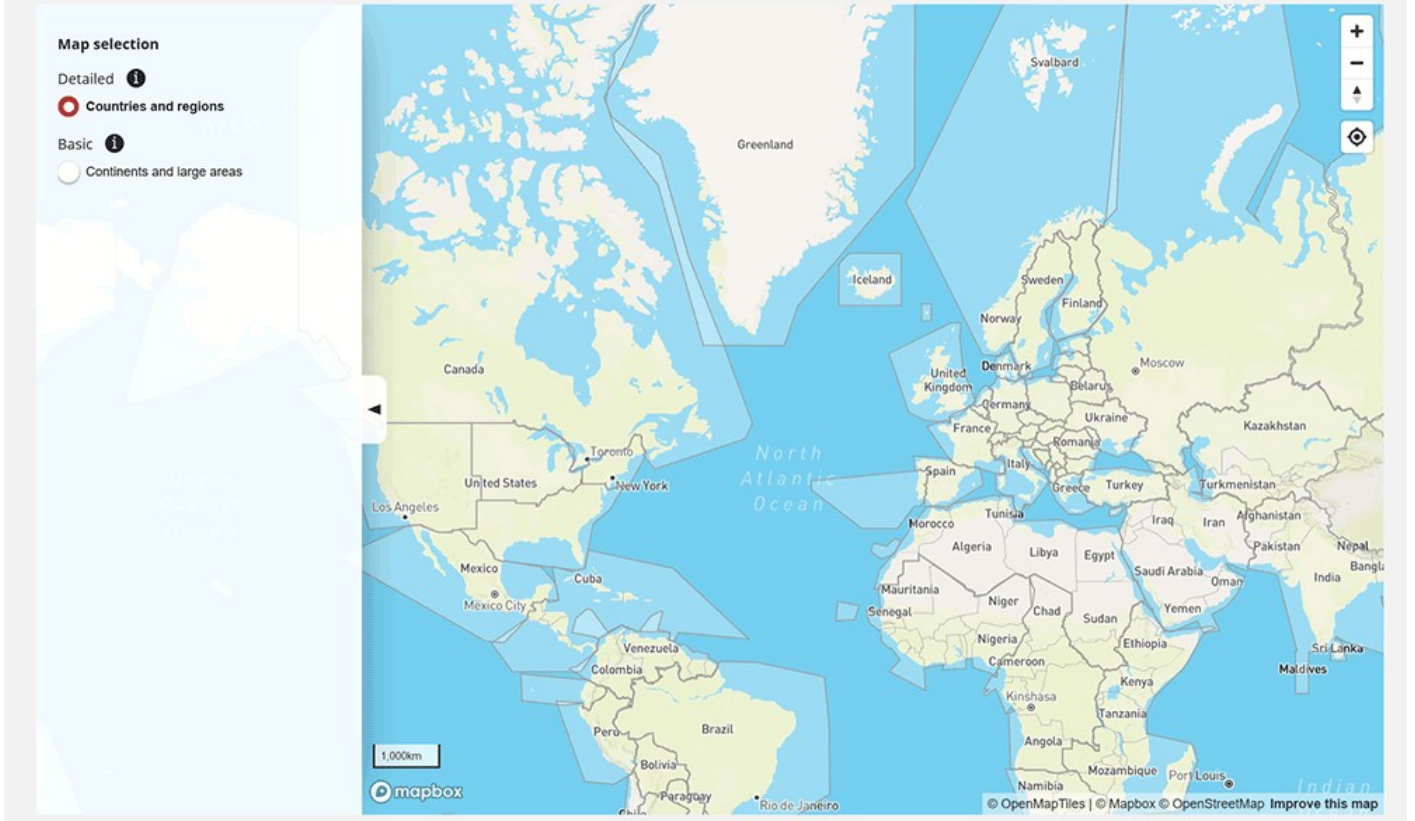 Map selection
Detailed
Countries and regions
Basic
Continents and large areas
Svalbard
Greenland
Iceland
Sweden
Finland
Norway
Moscow
United
Kingdom
Denmark
Belarus
Canada
Germany
Ukraine
France
Kazakhstan
Romania
Toronto
North
Atlantic
Ocean
Italy
Spain
United States
New York
Greece
Turkey
Turkmenistan
Los Angeles
Tunisia
Morocco
Iraq
Iran
Afghanistan
Algeria
Libya
Egypt
Pakistan
Nepal
Mexico
Cuba
Saudi Arabia
Oman
India
Bangla
Mauritania
Mexico City
Niger
Chad
Senegal
Sudan
Yemen
Nigeria
Ethiopia
Venezuela
Sri Lanka
Colombia
Cameroon
Maldives
Kenya
Kinshasa
Tanzania
Peru
Brazil
Angola
1,000km
Bolivia
Mozambique
Port Louis
Namibia
Indian
mapbox
Paraguay
Rio de Janeiro
© OpenMapTiles | © Mapbox © OpenStreetMap Improve this map